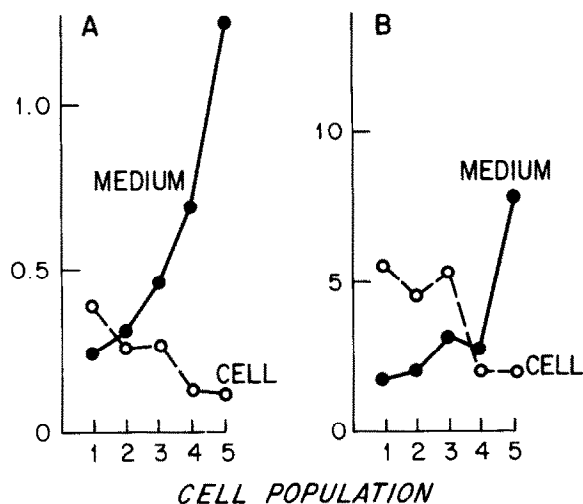 A
1.0
0.5
0
MEDIUM
CELL
1 2 3 4 5
B
10
5
0
MEDIUM
CELL
1 2 3 4 5
CELL POPULATION